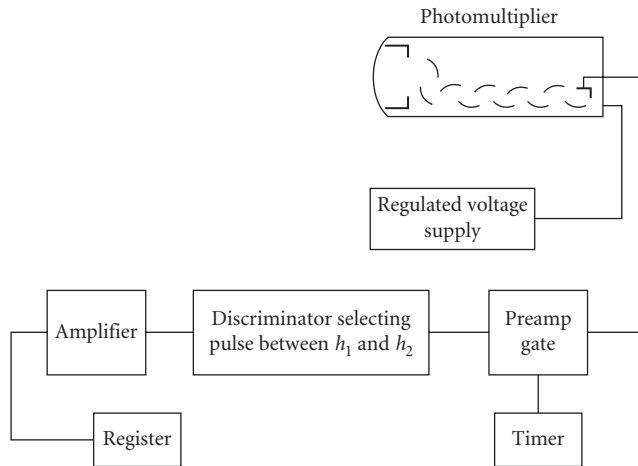 Photomultiplier
Regulated voltage
supply
Amplifier
Discriminator selecting
pulse between h₁ and h₂
Preamp
gate
Register
Timer